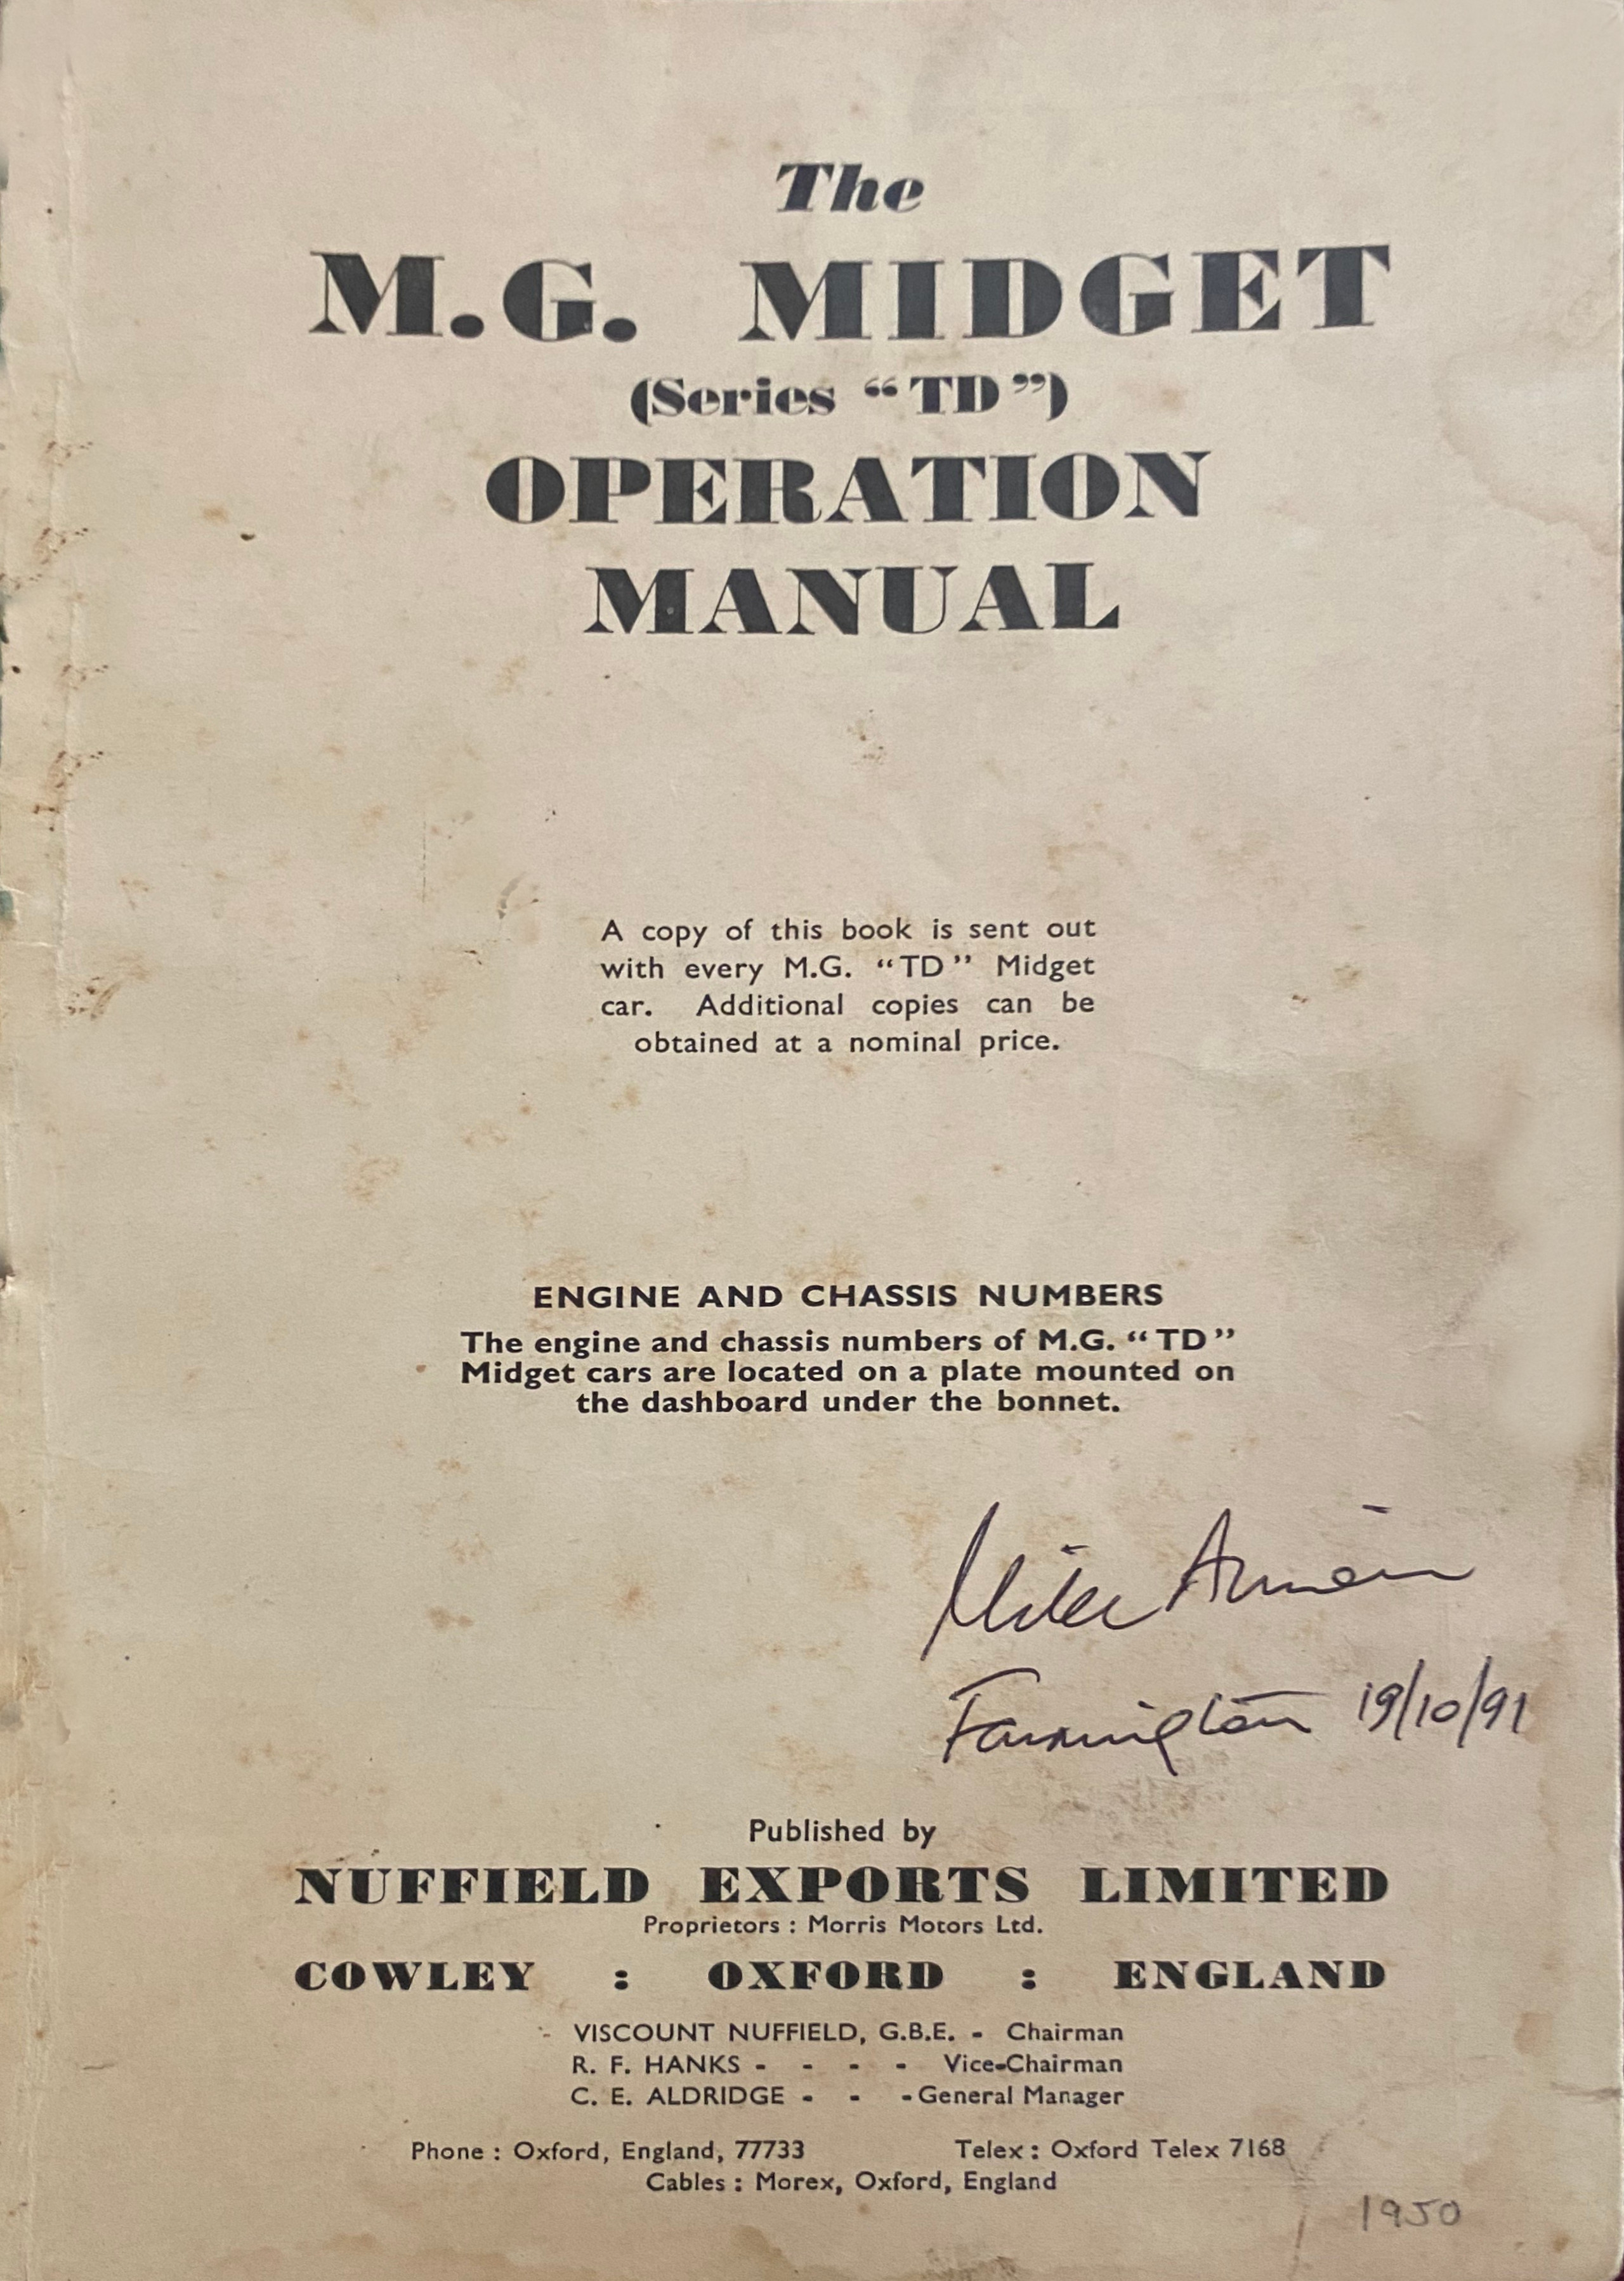 The
M.G. MIDGET
(Series “TD”)
OPERATION
MANUAL
A copy of this book is sent out
with every M.G. “TD” Midget
car. Additional copies can be
obtained at a nominal price.
ENGINE AND CHASSIS NUMBERS
The engine and chassis numbers of M.G. “TD”
Midget cars are located on a plate mounted on
the dashboard under the bonnet.
Mike
19/10/91
Published by
NUFFIELD EXPORTS LIMITED
Proprietors : Morris Motors Ltd.
COWLEY : OXFORD : ENGLAND
VISCOUNT NUFFIELD, G.B.E. - Chairman
R. F. HANKS - - - - Vice-Chairman
C. E. ALDRIDGE - - - General Manager
Phone : Oxford, England, 77733 Telex : Oxford Telex 7168
Cables : Morex, Oxford, England
1950